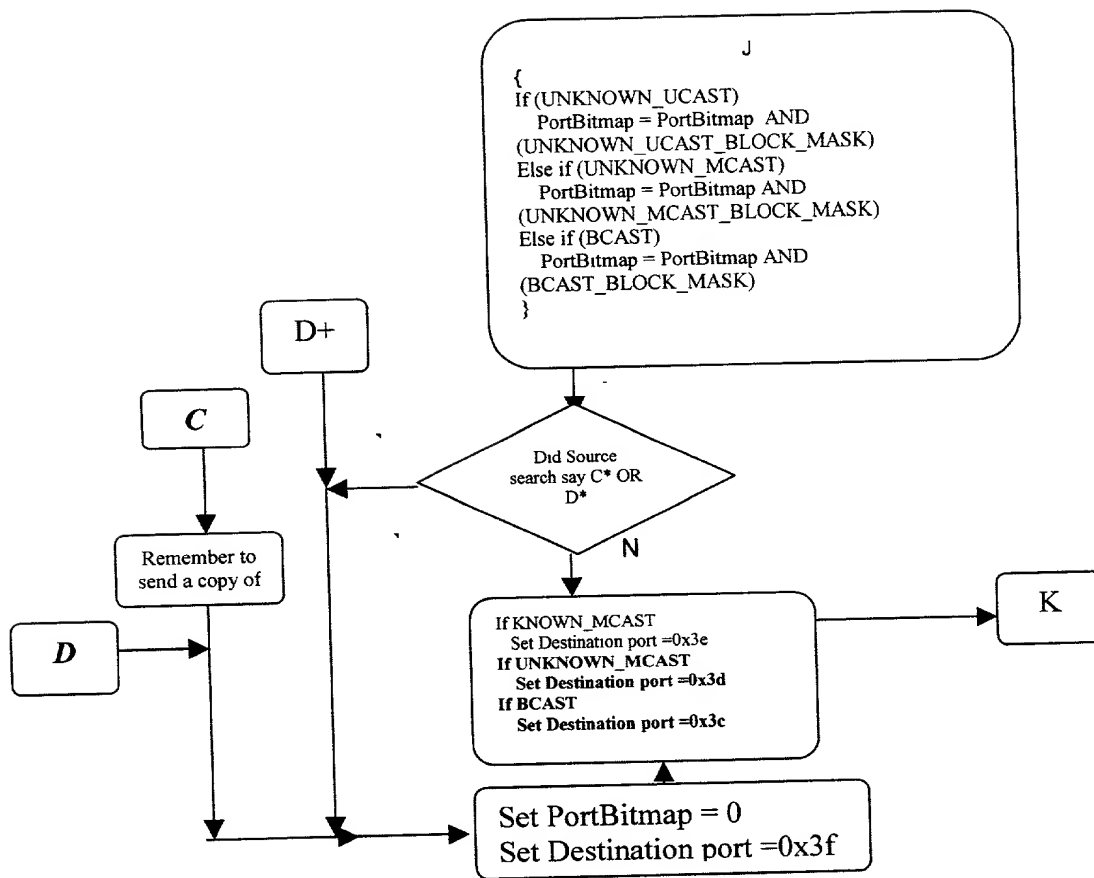 J
{
If (UNKNOWN_UCAST)
PortBitmap = PortBitmap AND
(UNKNOWN_UCAST_BLOCK_MASK)
Else if (UNKNOWN_MCAST)
PortBitmap = PortBitmap AND
(UNKNOWN_MCAST_BLOCK_MASK)
Else if (BCAST)
PortBitmap = PortBitmap AND
(BCAST_BLOCK_MASK)
}
D+
C
Did Source
search say C* OR
D*
N
Remember to
send a copy of
D
If KNOWN_MCAST
Set Destination port =0x3e
If UNKNOWN_MCAST
Set Destination port =0x3d
If BCAST
Set Destination port =0x3c
K
Set PortBitmap = 0
Set Destination port =0x3f